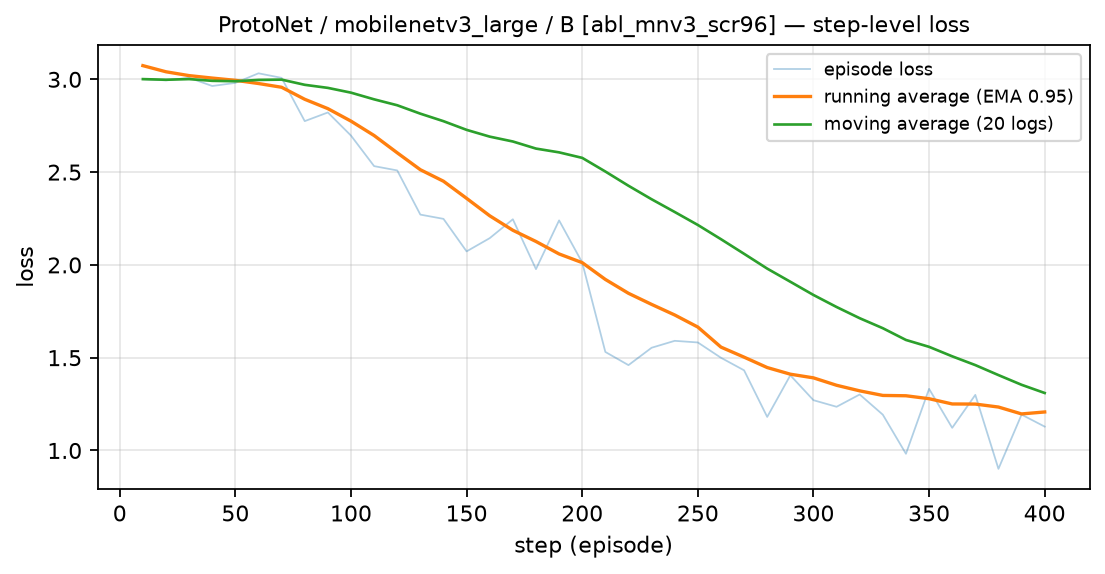 ProtoNet / mobilenetv3_large / B [abl_mnv3_scr96] — step-level loss
episode loss
running average (EMA 0.95)
moving average (20 logs)
3.0
2.5
2.0
1.5
1.0
loss
0 50 100 150 200 250 300 350 400
step (episode)